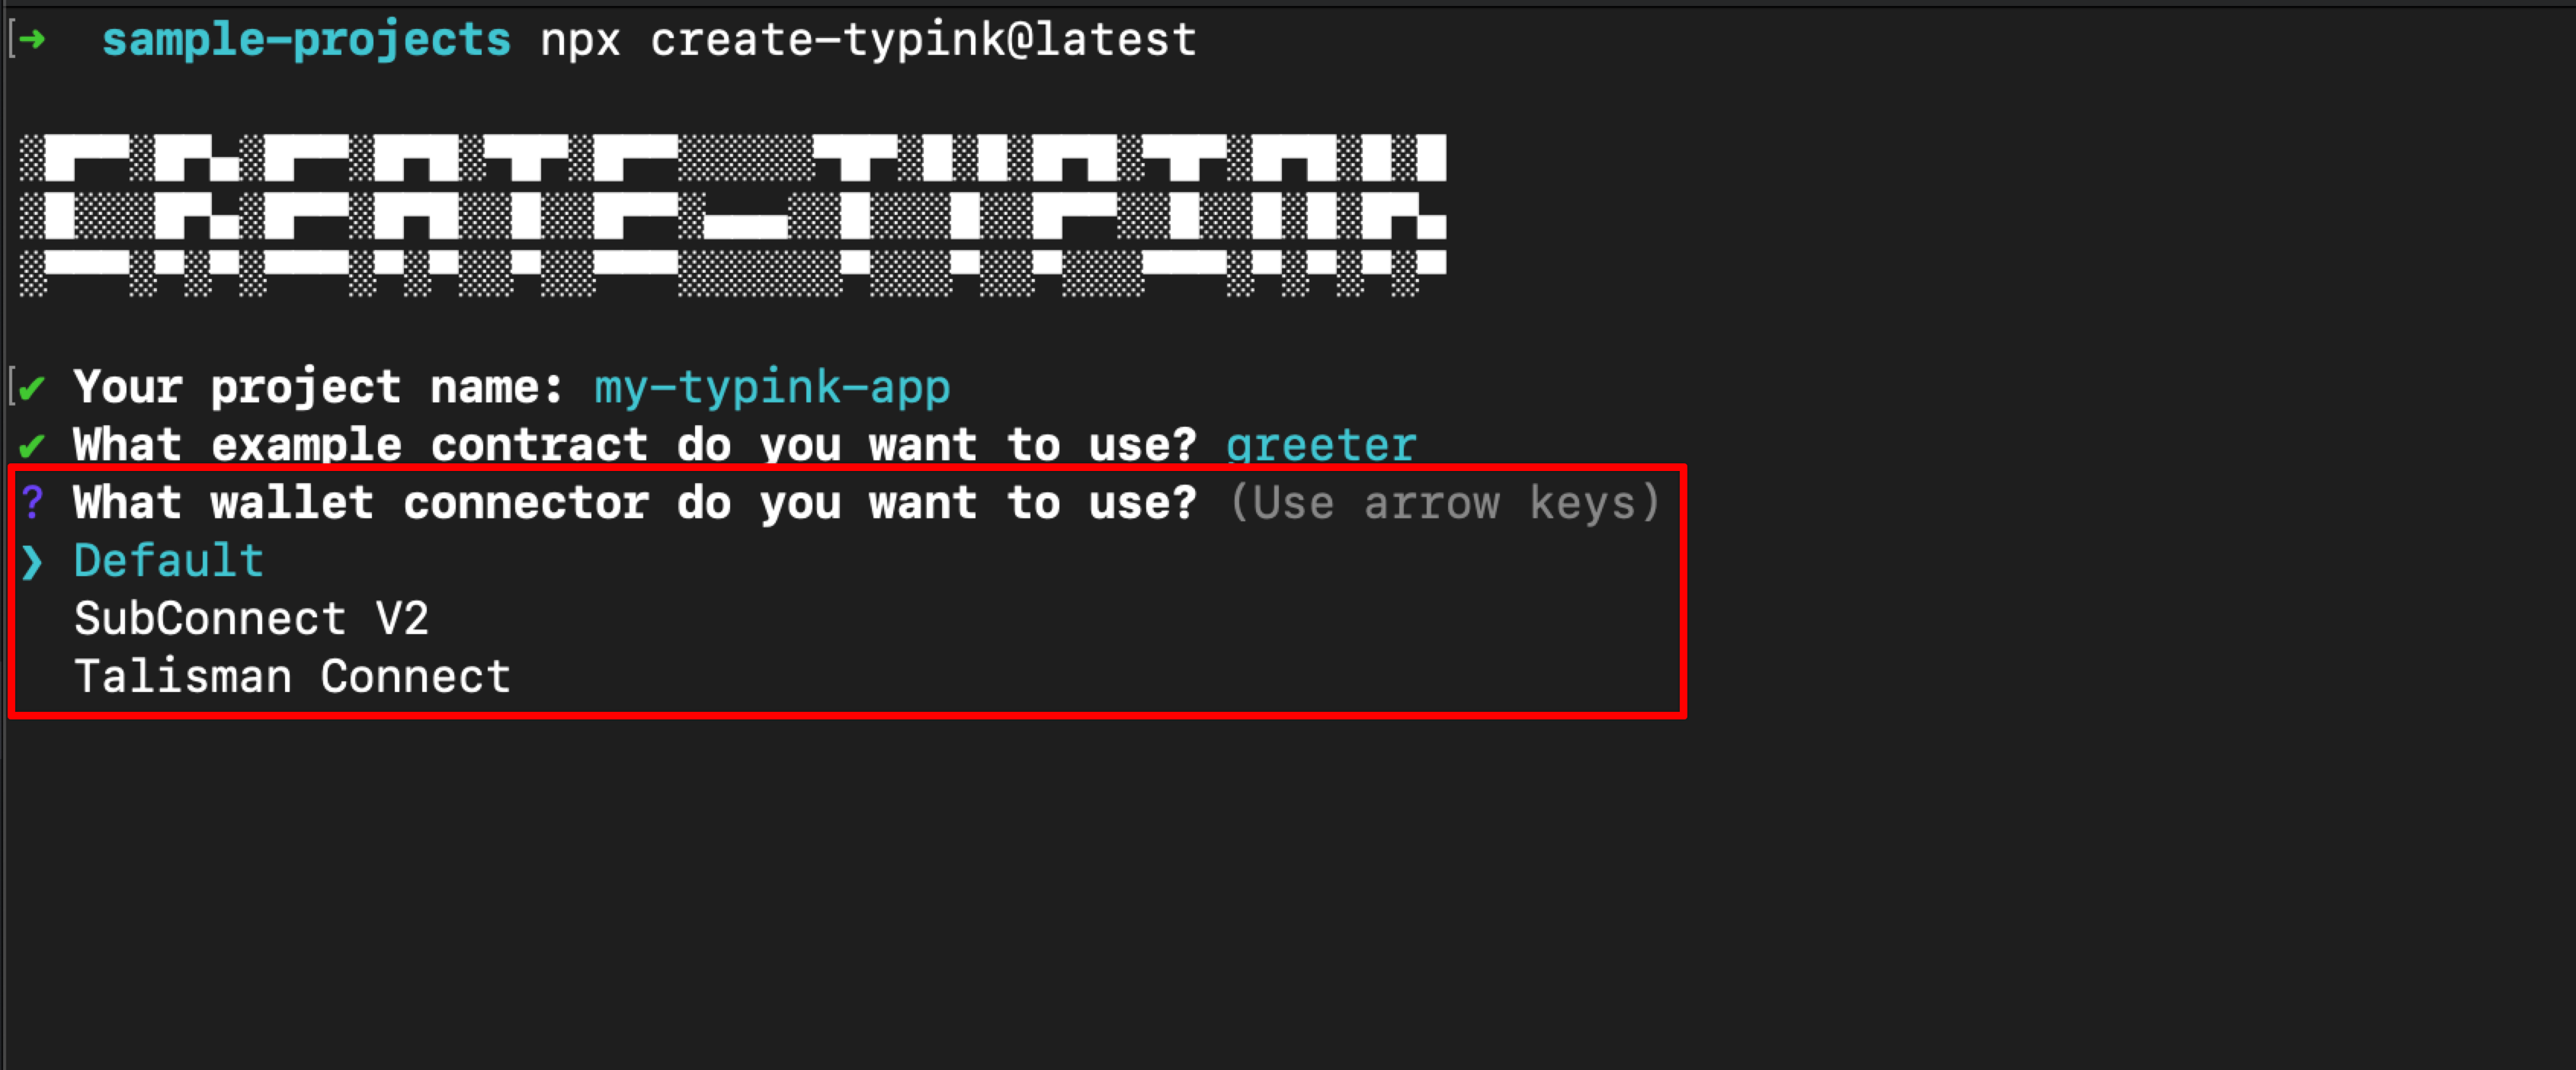 ➜ sample-projects npx create-typink@latest
CREATE-TYPINK
✔ Your project name: my-typink-app
✔ What example contract do you want to use? greeter
? What wallet connector do you want to use? (Use arrow keys)
❯ Default
SubConnect V2
Talisman Connect